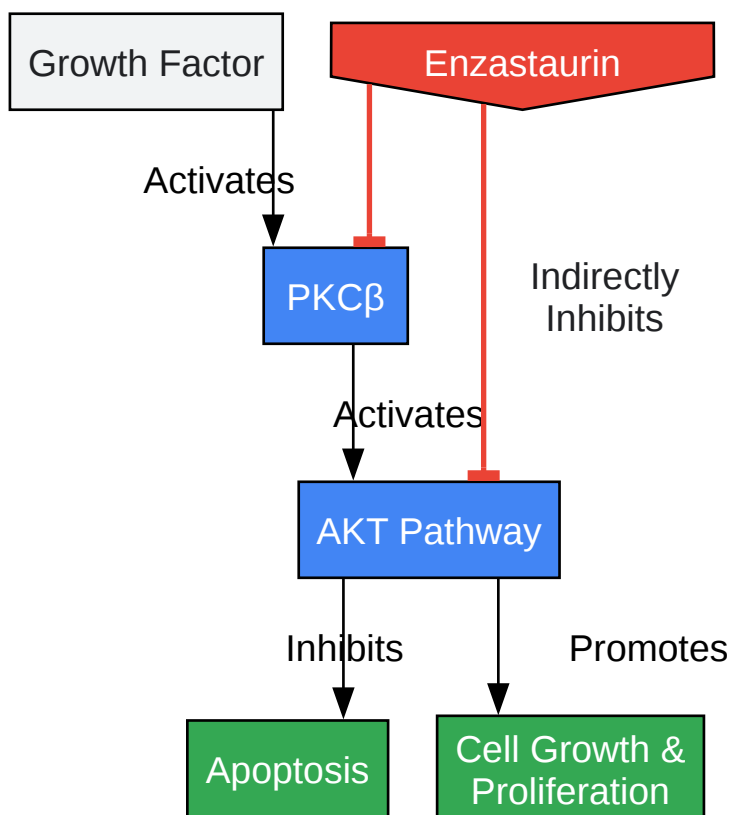 Growth Factor
Enzastaurin
Activates
PKCβ
Indirectly
Inhibits
Activates
AKT Pathway
Inhibits
Promotes
Apoptosis
Cell Growth &
Proliferation